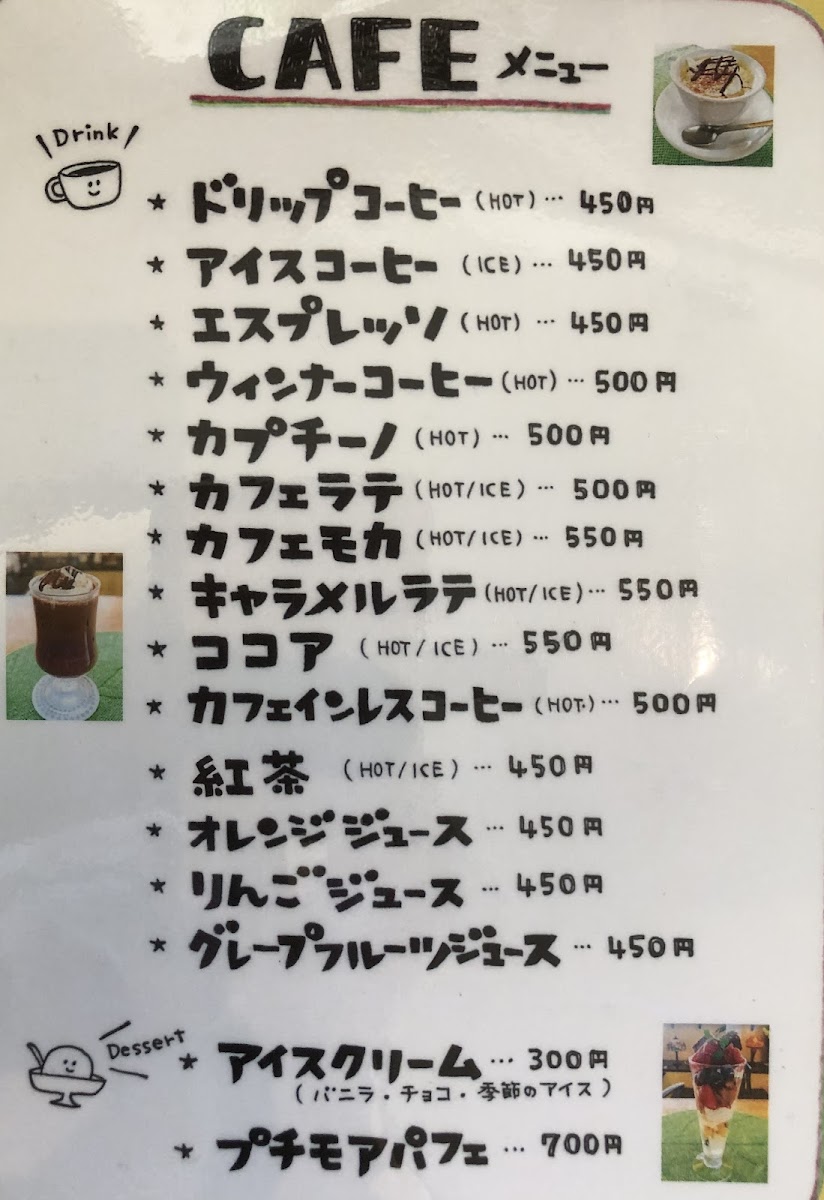 CAFE メニュー
Drink
★ ドリップコーヒー (HOT) … 450円
★ アイスコーヒー (ICE) … 450円
★ エスプレッソ (HOT) … 450円
★ ウィンナーコーヒー (HOT) … 500円
★ カプチーノ (HOT) … 500円
★ カフェラテ (HOT/ICE) … 500円
★ カフェモカ (HOT/ICE) … 550円
★ キャラメルラテ (HOT/ICE) … 550円
★ ココア (HOT/ICE) … 550円
★ カフェインレスコーヒー (HOT) … 500円
★ 紅茶 (HOT/ICE) … 450円
★ オレンジジュース … 450円
★ りんごジュース … 450円
★ グレープフルーツジュース … 450円
Dessert
★ アイスクリーム … 300円
(バニラ・チョコ・季節のアイス)
★ プチモアパフェ … 700円